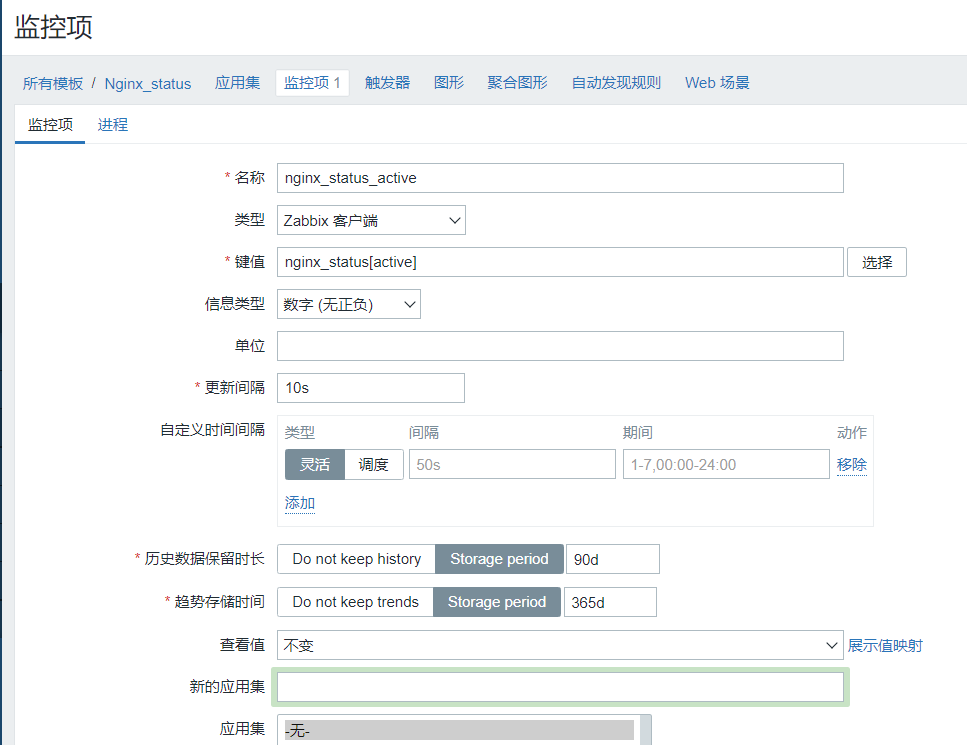 监控项
所有模板 / Nginx_status 应用集 监控项 1 触发器 图形 聚合图形 自动发现规则 Web 场景
监控项 进程
* 名称 nginx_status_active
类型 Zabbix 客户端
* 键值 nginx_status[active] 选择
信息类型 数字 (无正负)
单位
* 更新间隔 10s
自定义时间间隔 类型 间隔 期间 动作
灵活 调度 50s 1-7,00:00-24:00 移除
添加
* 历史数据保留时长 Do not keep history Storage period 90d
* 趋势存储时间 Do not keep trends Storage period 365d
查看值 不变 展示值映射
新的应用集
应用集 -无-